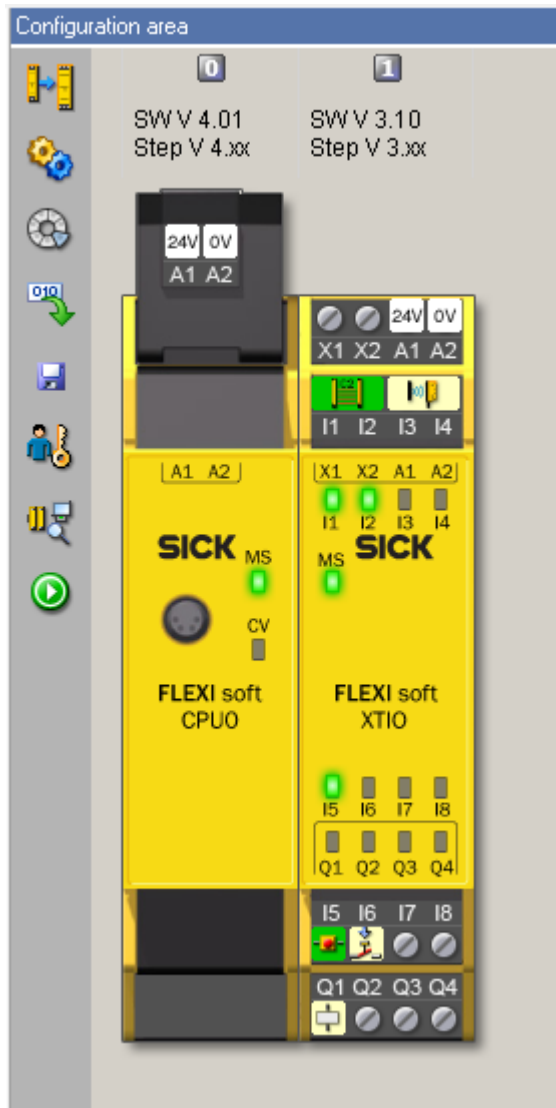 Configuration area
0 1
SW V 4.01 SW V 3.10
Step V 4.xx Step V 3.xx
24V 0V
A1 A2
24V 0V
X1 X2 A1 A2
C2
I1 I2 I3 I4
010
A1 A2 X1 X2 A1 A2
I1 I2 I3 I4
SICK MS MS SICK
CV
FLEXI soft FLEXI soft
CPU0 XTIO
I5 I6 I7 I8
Q1 Q2 Q3 Q4
I5 I6 I7 I8
Q1 Q2 Q3 Q4